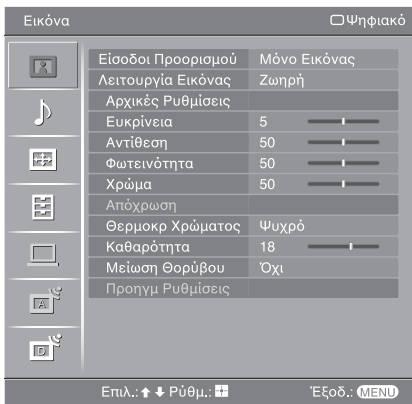 Εικόνα Ψηφιακό
Είσοδοι Προορισμού Μόνο Εικόνας
Λειτουργία Εικόνας Ζωηρή
Αρχικές Ρυθμίσεις
Ευκρίνεια 5
Αντίθεση 50
Φωτεινότητα 50
Χρώμα 50
Απόχρωση
Θερμοκρ Χρώματος Ψυχρό
Καθαρότητα 18
Μείωση Θορύβου Όχι
Προηγμ Ρυθμίσεις
A
D
Επιλ.: Ρύθμ.: Έξοδ.: MENU